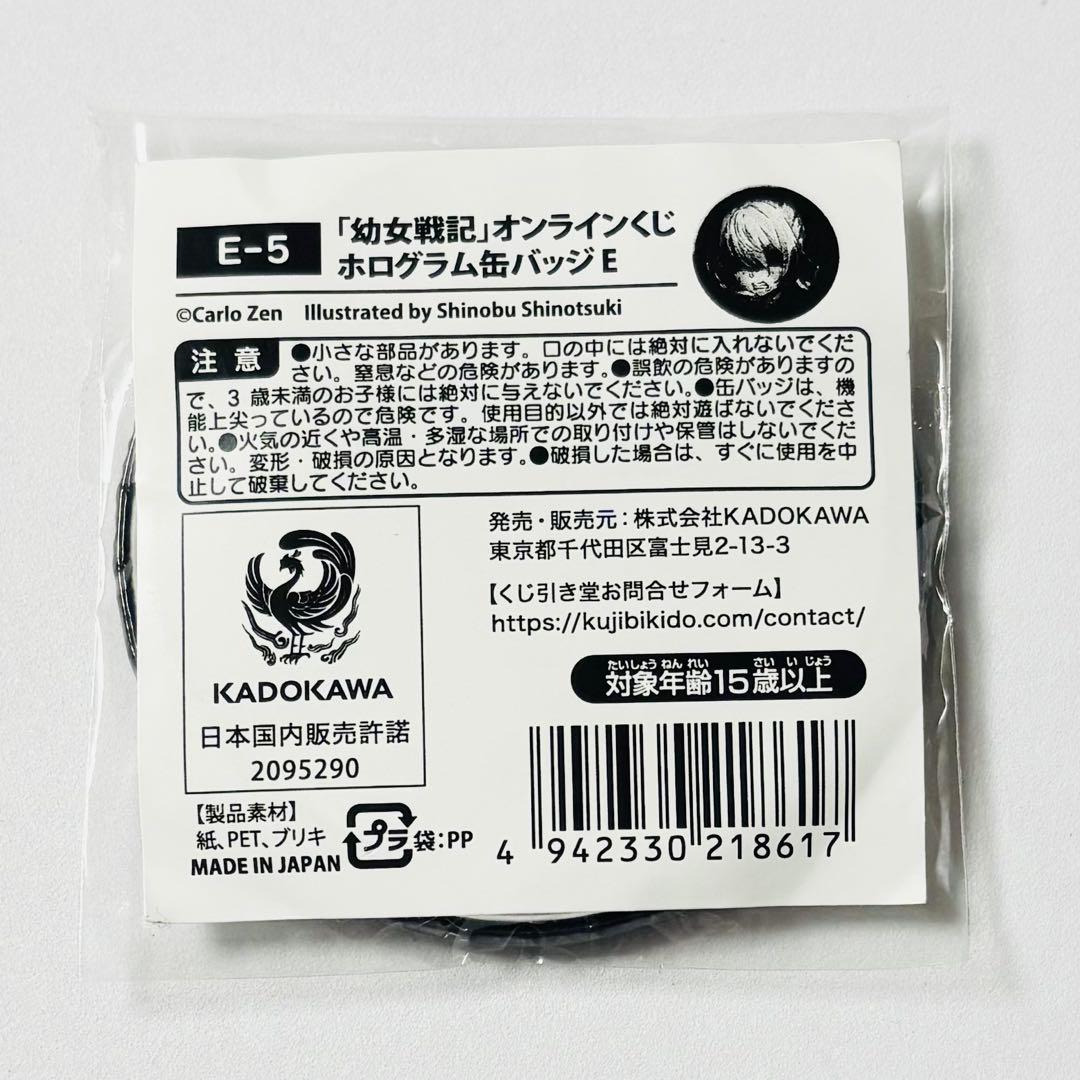 E-5
「幼女戦記」オンラインくじ
ホログラム缶バッジ E
©Carlo Zen Illustrated by Shinobu Shinotsuki
注意 ●小さな部品があります。口の中には絶対に入れないでくだ
さい。窒息などの危険があります。●誤飲の危険がありますの
で、3 歳未満のお子様には絶対に与えないでください。●缶バッジは、機
能上尖っているので危険です。使用目的以外では絶対遊ばないでくださ
い。●火気の近くや高温・多湿な場所での取り付けや保管はしないでくだ
さい。変形・破損の原因となります。●破損した場合は、すぐに使用を中
止して破棄してください。
KADOKAWA
日本国内販売許諾
2095290
発売・販売元：株式会社KADOKAWA
東京都千代田区富士見2-13-3
【くじ引き堂お問合せフォーム】
https://kujibikido.com/contact/
たいしょう ねん れい さい い じょう
対象年齢15歳以上
【製品素材】
紙、PET、ブリキ
MADE IN JAPAN
プラ 袋：PP
4 942330 218617